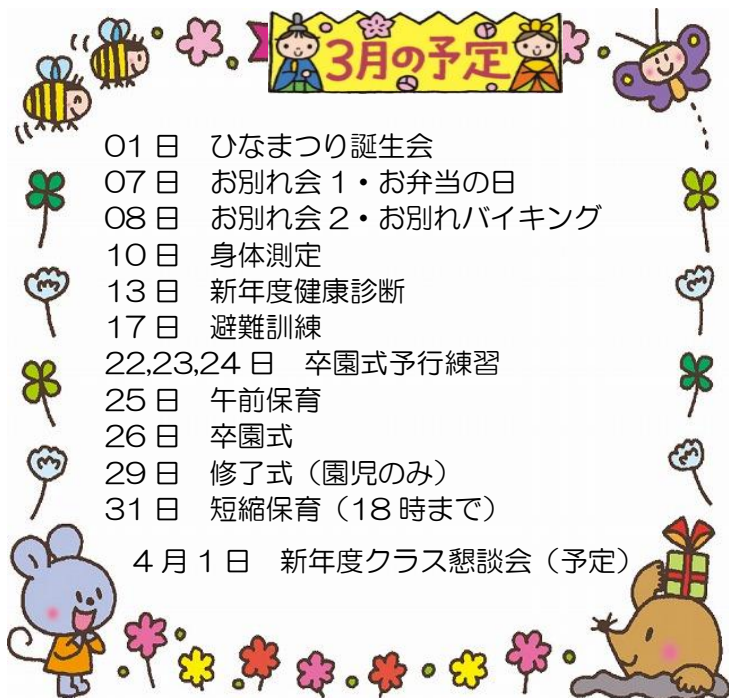 3月の予定
01日 ひなまつり誕生会
07日 お別れ会1・お弁当の日
08日 お別れ会2・お別れバイキング
10日 身体測定
13日 新年度健康診断
17日 避難訓練
22,23,24日 卒園式予行練習
25日 午前保育
26日 卒園式
29日 修了式（園児のみ）
31日 短縮保育（18時まで）
4月1日 新年度クラス懇談会（予定）